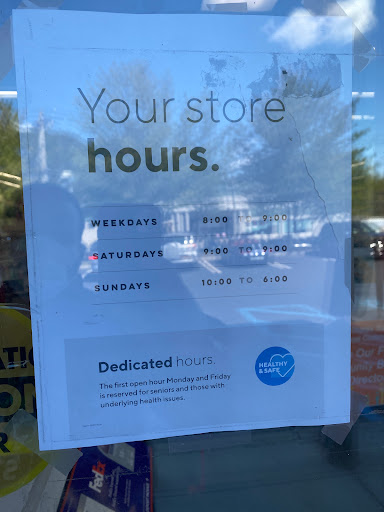 Your store
hours.
WEEKDAYS 8:00 TO 9:00
SATURDAYS 9:00 TO 9:00
SUNDAYS 10:00 TO 6:00
Dedicated hours.
The first open hour Monday and Friday
is reserved for seniors and those with
underlying health issues.
HEALTHY
& SAFE
FedEx